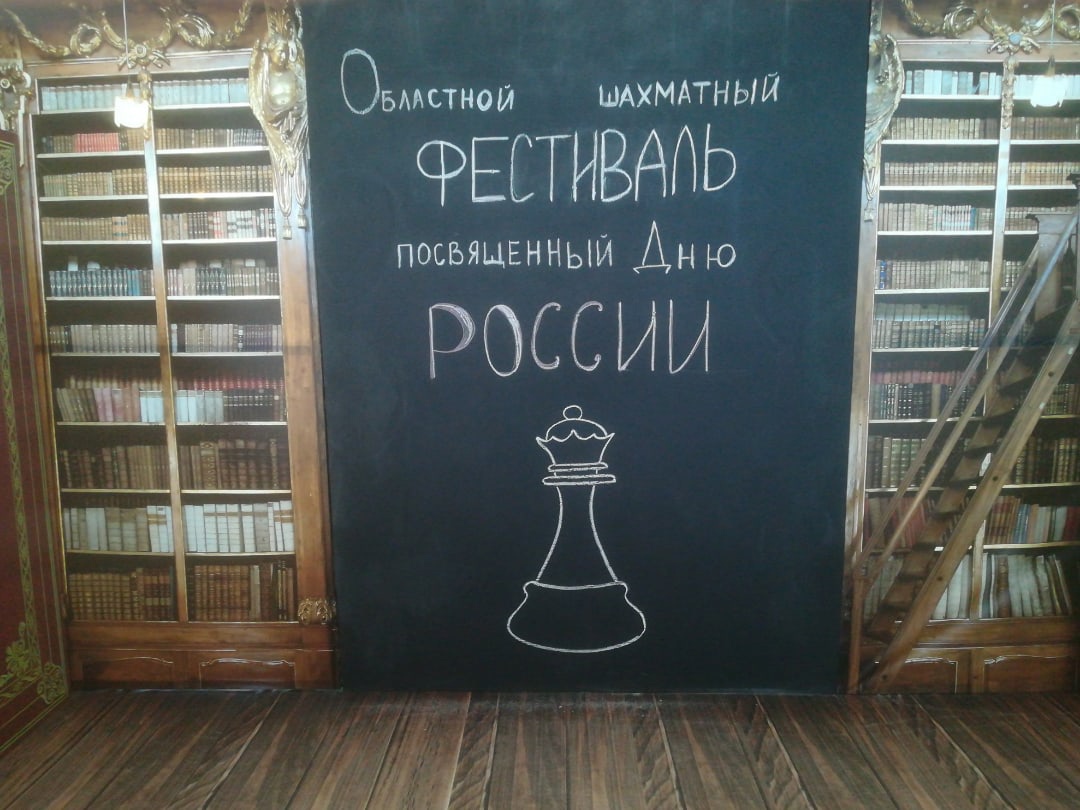 Областной шахматный
ФЕСТИВАЛЬ
посвященный Дню
РОССИИ